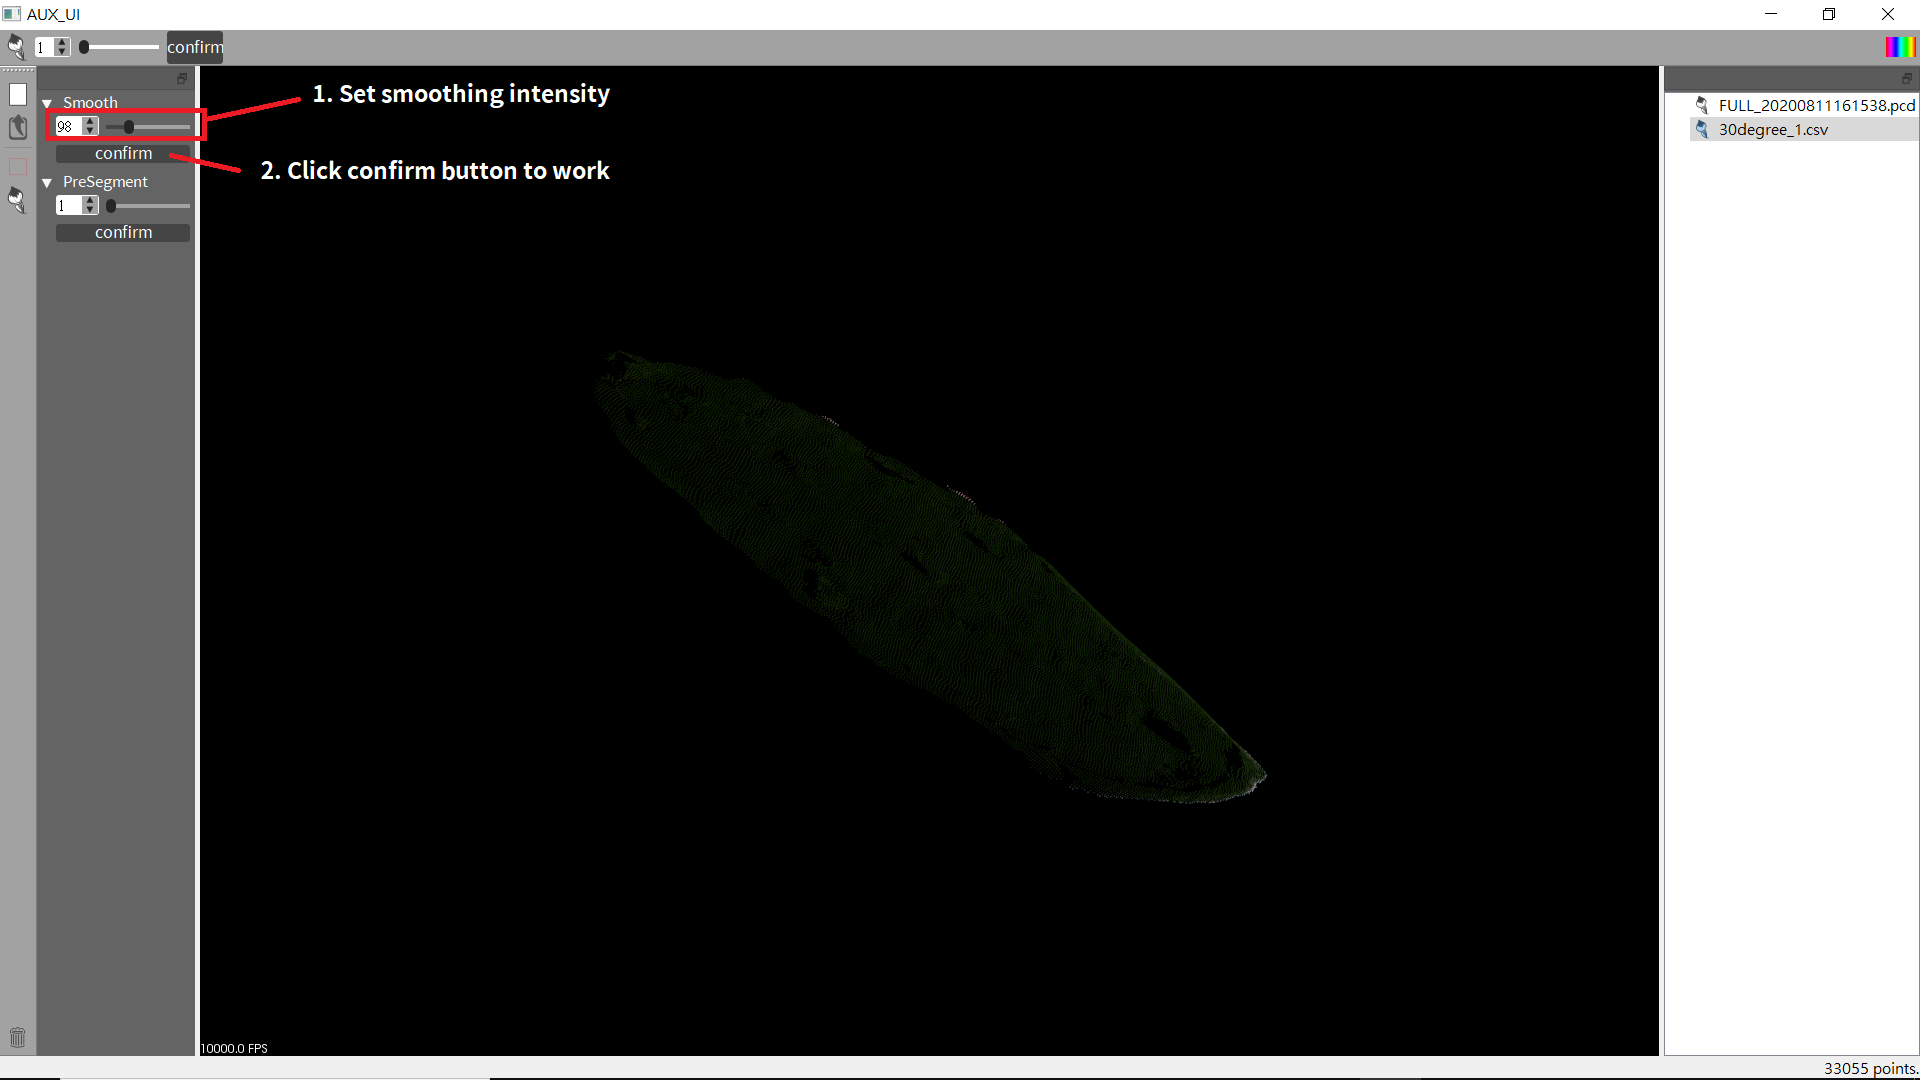 AUX_UI
1
confirm
Smooth
98
confirm
PreSegment
1
confirm
1. Set smoothing intensity
2. Click confirm button to work
10000.0 FPS
FULL_20200811161538.pcd
30degree_1.csv
33055 points.